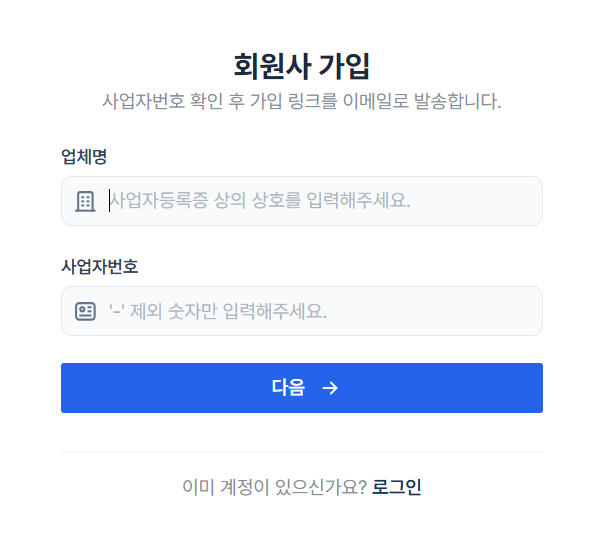 회원사 가입
사업자번호 확인 후 가입 링크를 이메일로 발송합니다.
업체명
사업자등록증 상의 상호를 입력해주세요.
사업자번호
'-' 제외 숫자만 입력해주세요.
다음 →
이미 계정이 있으신가요? 로그인